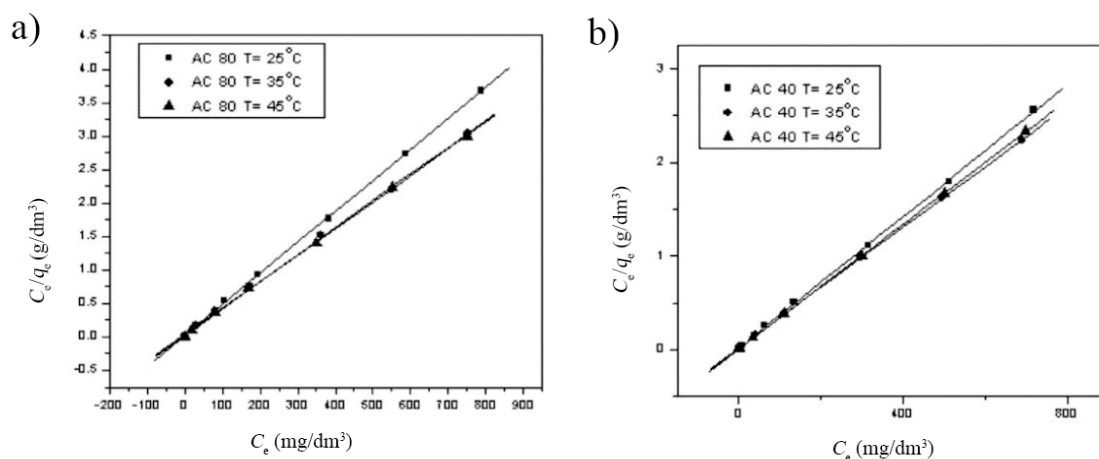 a)
AC 80 T= 25°C
AC 80 T= 35°C
AC 80 T= 45°C
4.5
4.0
3.5
3.0
2.5
2.0
1.5
1.0
0.5
0.0
-0.5
-200 -100 0 100 200 300 400 500 600 700 800 900
Cₑ/qₑ (g/dm³)
Cₑ (mg/dm³)
b)
AC 40 T= 25°C
AC 40 T= 35°C
AC 40 T= 45°C
3
2
1
0
0 400 800
Cₑ/qₑ (g/dm³)
Cₑ (mg/dm³)